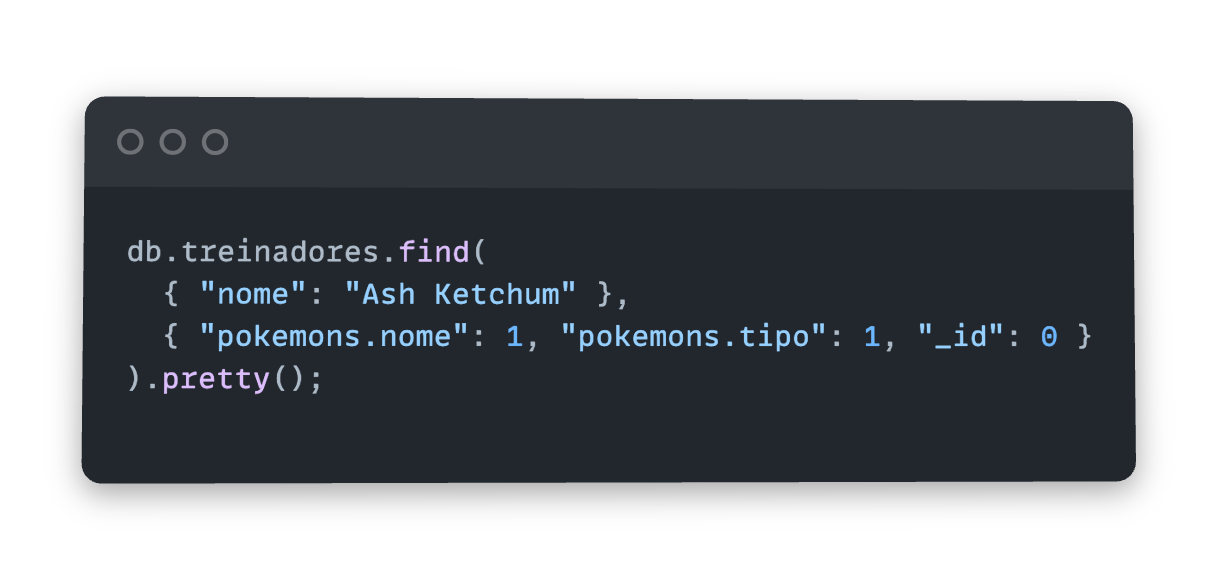 db.treinadores.find(
  { "nome": "Ash Ketchum" },
  { "pokemons.nome": 1, "pokemons.tipo": 1, "_id": 0 }
).pretty();